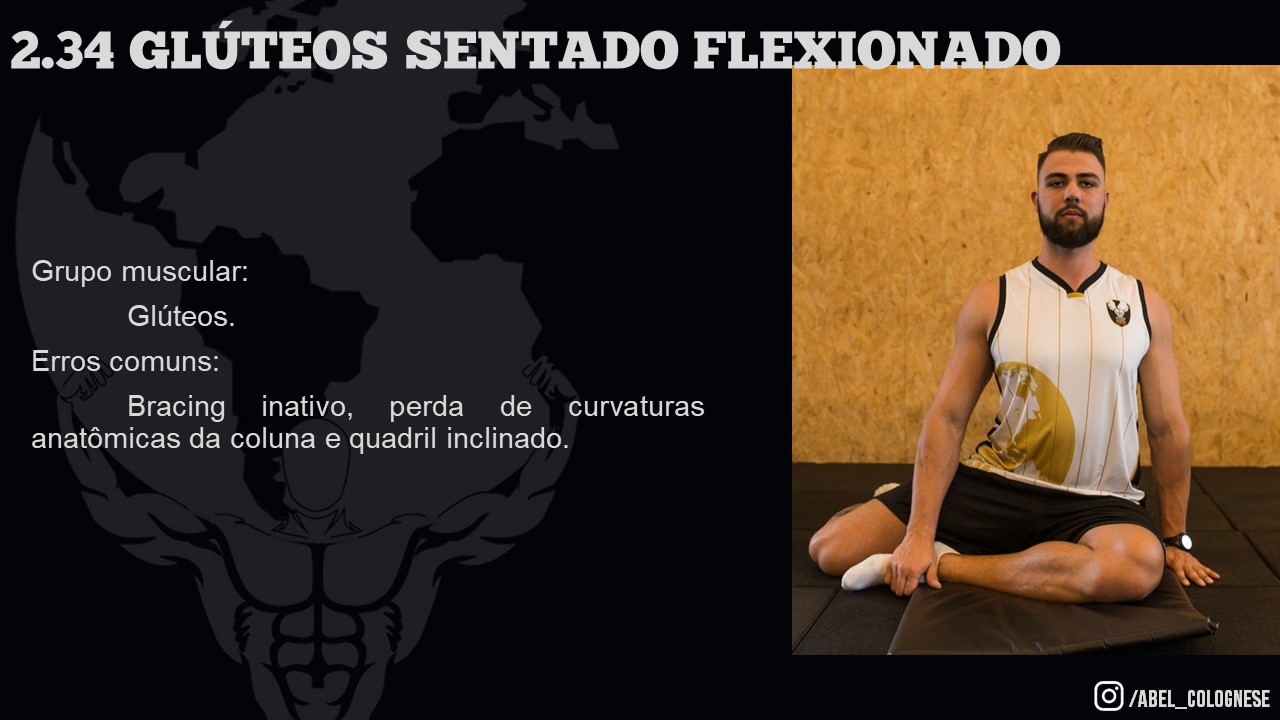 2.34 GLÚTEOS SENTADO FLEXIONADO
Grupo muscular:
Glúteos.
Erros comuns:
Bracing inativo, perda de curvaturas
anatômicas da coluna e quadril inclinado.
/ABEL_COLOGNESE